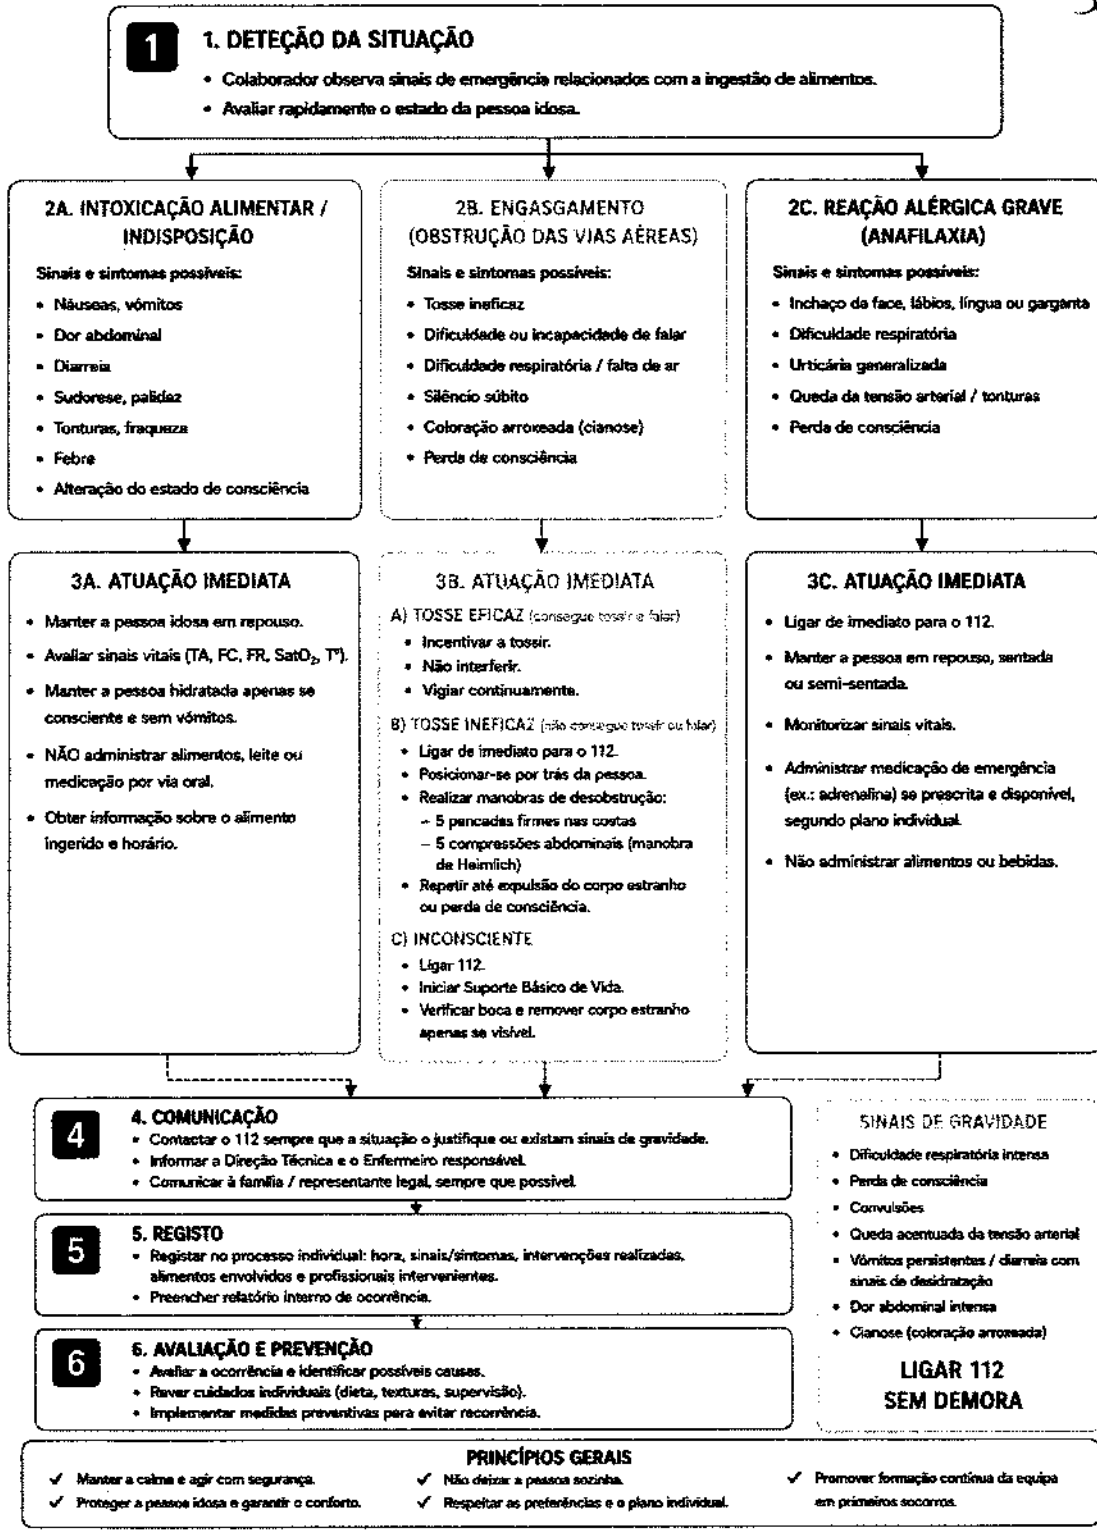 1
1. DETEÇÃO DA SITUAÇÃO
• Colaborador observa sinais de emergência relacionados com a ingestão de alimentos.
• Avaliar rapidamente o estado da pessoa idosa.
2A. INTOXICAÇÃO ALIMENTAR /
INDISPOSIÇÃO
Sinais e sintomas possíveis:
• Náuseas, vómitos
• Dor abdominal
• Diarreia
• Sudorese, palidez
• Tonturas, fraqueza
• Febre
• Alteração do estado de consciência
2B. ENGASGAMENTO
(OBSTRUÇÃO DAS VIAS AÉREAS)
Sinais e sintomas possíveis:
• Tosse ineficaz
• Dificuldade ou incapacidade de falar
• Dificuldade respiratória / falta de ar
• Silêncio súbito
• Coloração arroxeada (cianose)
• Perda de consciência
2C. REAÇÃO ALÉRGICA GRAVE
(ANAFILAXIA)
Sinais e sintomas possíveis:
• Inchaço da face, lábios, língua ou garganta
• Dificuldade respiratória
• Urticária generalizada
• Queda da tensão arterial / tonturas
• Perda de consciência
3A. ATUAÇÃO IMEDIATA
• Manter a pessoa idosa em repouso.
• Avaliar sinais vitais (TA, FC, FR, SatO₂, Tª).
• Manter a pessoa hidratada apenas se
consciente e sem vómitos.
• NÃO administrar alimentos, leite ou
medicação por via oral.
• Obter informação sobre o alimento
ingerido e horário.
3B. ATUAÇÃO IMEDIATA
A) TOSSE EFICAZ (consegue tossir e falar)
• Incentivar a tossir.
• Não interferir.
• Vigiar continuamente.
B) TOSSE INEFICAZ (não consegue tossir ou falar)
• Ligar de imediato para o 112.
• Posicionar-se por trás da pessoa.
• Realizar manobras de desobstrução:
– 5 pancadas firmes nas costas
– 5 compressões abdominais (manobra
de Heimlich)
• Repetir até expulsão do corpo estranho
ou perda de consciência.
C) INCONSCIENTE
• Ligar 112.
• Iniciar Suporte Básico de Vida.
• Verificar boca e remover corpo estranho
apenas se visível.
3C. ATUAÇÃO IMEDIATA
• Ligar de imediato para o 112.
• Manter a pessoa em repouso, sentada
ou semi-sentada.
• Monitorizar sinais vitais.
• Administrar medicação de emergência
(ex.: adrenalina) se prescrita e disponível,
segundo plano individual.
• Não administrar alimentos ou bebidas.
4
4. COMUNICAÇÃO
• Contactar o 112 sempre que a situação o justifique ou existam sinais de gravidade.
• Informar a Direção Técnica e o Enfermeiro responsável.
• Comunicar à família / representante legal, sempre que possível.
5
5. REGISTO
• Registar no processo individual: hora, sinais/sintomas, intervenções realizadas,
alimentos envolvidos e profissionais intervenientes.
• Preencher relatório interno de ocorrência.
6
6. AVALIAÇÃO E PREVENÇÃO
• Avaliar a ocorrência e identificar possíveis causas.
• Rever cuidados individuais (dieta, texturas, supervisão).
• Implementar medidas preventivas para evitar recorrência.
SINAIS DE GRAVIDADE
• Dificuldade respiratória intensa
• Perda de consciência
• Convulsões
• Queda acentuada da tensão arterial
• Vómitos persistentes / diarreia com
sinais de desidratação
• Dor abdominal intensa
• Cianose (coloração arroxeada)
LIGAR 112
SEM DEMORA
PRINCÍPIOS GERAIS
✓ Manter a calma e agir com segurança.
✓ Proteger a pessoa idosa e garantir o conforto.
✓ Não deixar a pessoa sozinha.
✓ Respeitar as preferências e o plano individual.
✓ Promover formação contínua da equipa
em primeiros socorros.